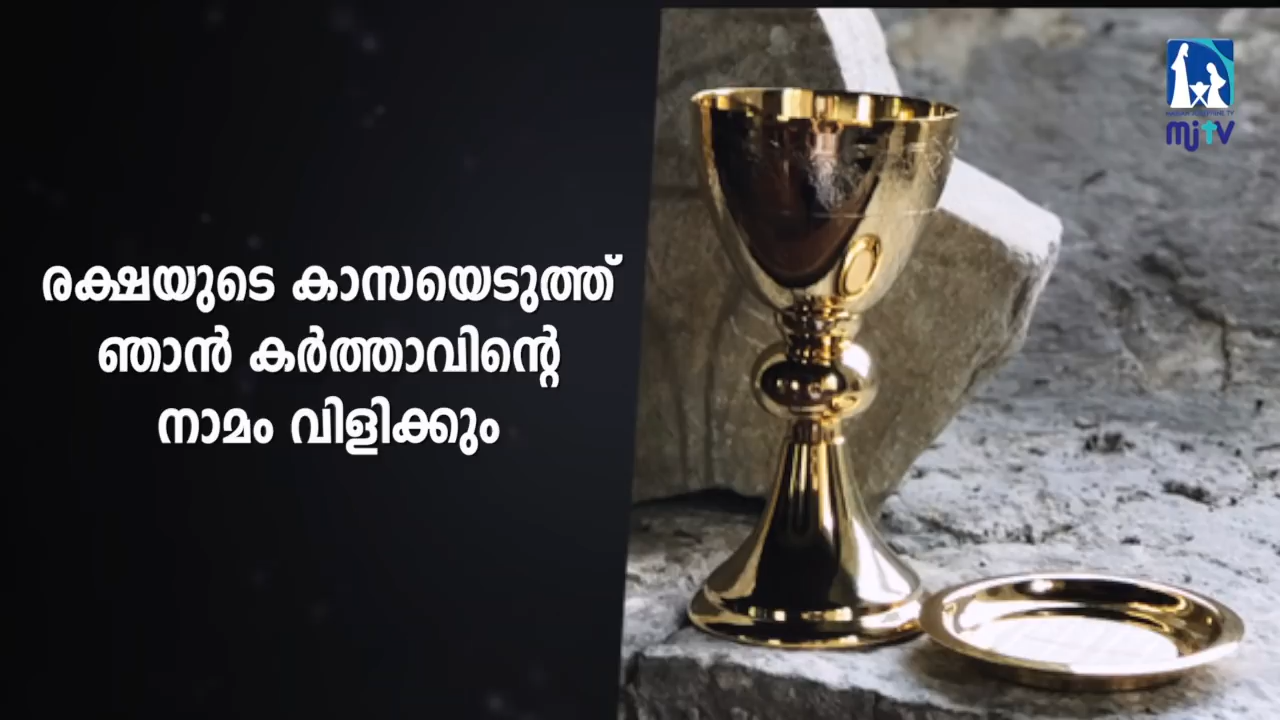 രക്ഷയുടെ കാസയെടുത്ത്
ഞാൻ കർത്താവിന്റെ
നാമം വിളിക്കും
mjtv